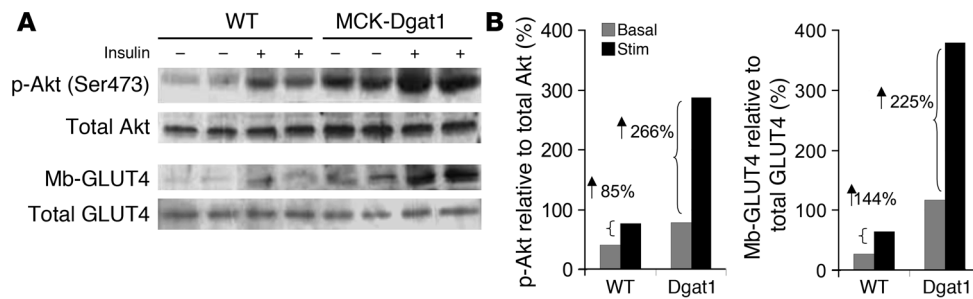 A
WT MCK-Dgat1
Insulin – – + + – – + +
p-Akt (Ser473)
Total Akt
Mb-GLUT4
Total GLUT4
B
p-Akt relative to total Akt (%)
400
300
200
100
0
Basal
Stim
85%
266%
WT Dgat1
Mb-GLUT4 relative to
total GLUT4 (%)
400
300
200
100
0
144%
225%
WT Dgat1